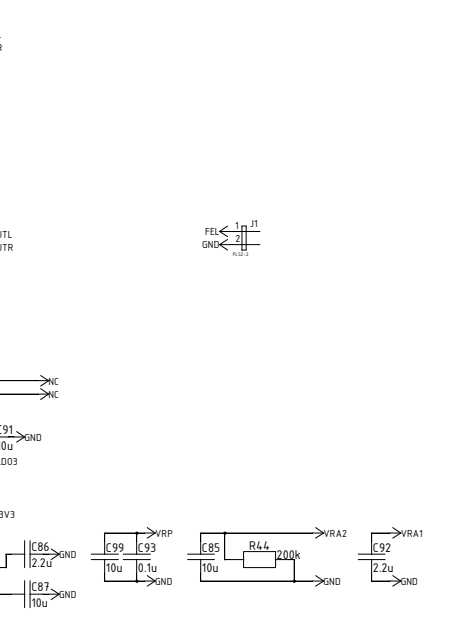 R
UTL
UTR
FEL 1 J1
GND 2
PLS2-2
NC
NC
C91
10u GND
LDO3
3V3
C86
2.2u GND
C87
10u GND
VRP
C99 C93
10u 0.1u
GND
VRA2
C85 R44 200k
10u
GND
VRA1
C92
2.2u
GND